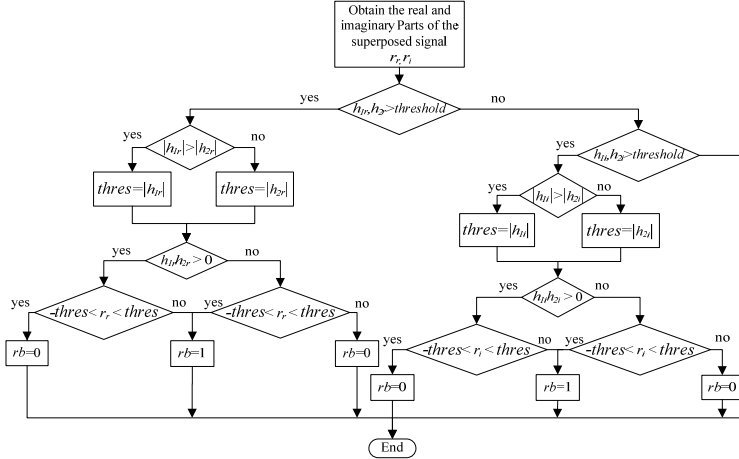 Obtain the real and
imaginary Parts of the
superposed signal
rr, ri
yes
no
h1r,h2r>threshold
yes
no
|h1r|>|h2r|
yes
h1i,h2i>threshold
thres=|h1r|
thres=|h2r|
yes
no
|h1i|>|h2i|
thres=|h1i|
thres=|h2i|
yes
no
h1rh2r > 0
yes
no
h1ih2i > 0
yes
-thres< rr < thres
no
yes
-thres< rr < thres
no
yes
-thres< ri < thres
no
yes
-thres< ri < thres
no
rb=0
rb=1
rb=0
rb=0
rb=1
rb=0
End